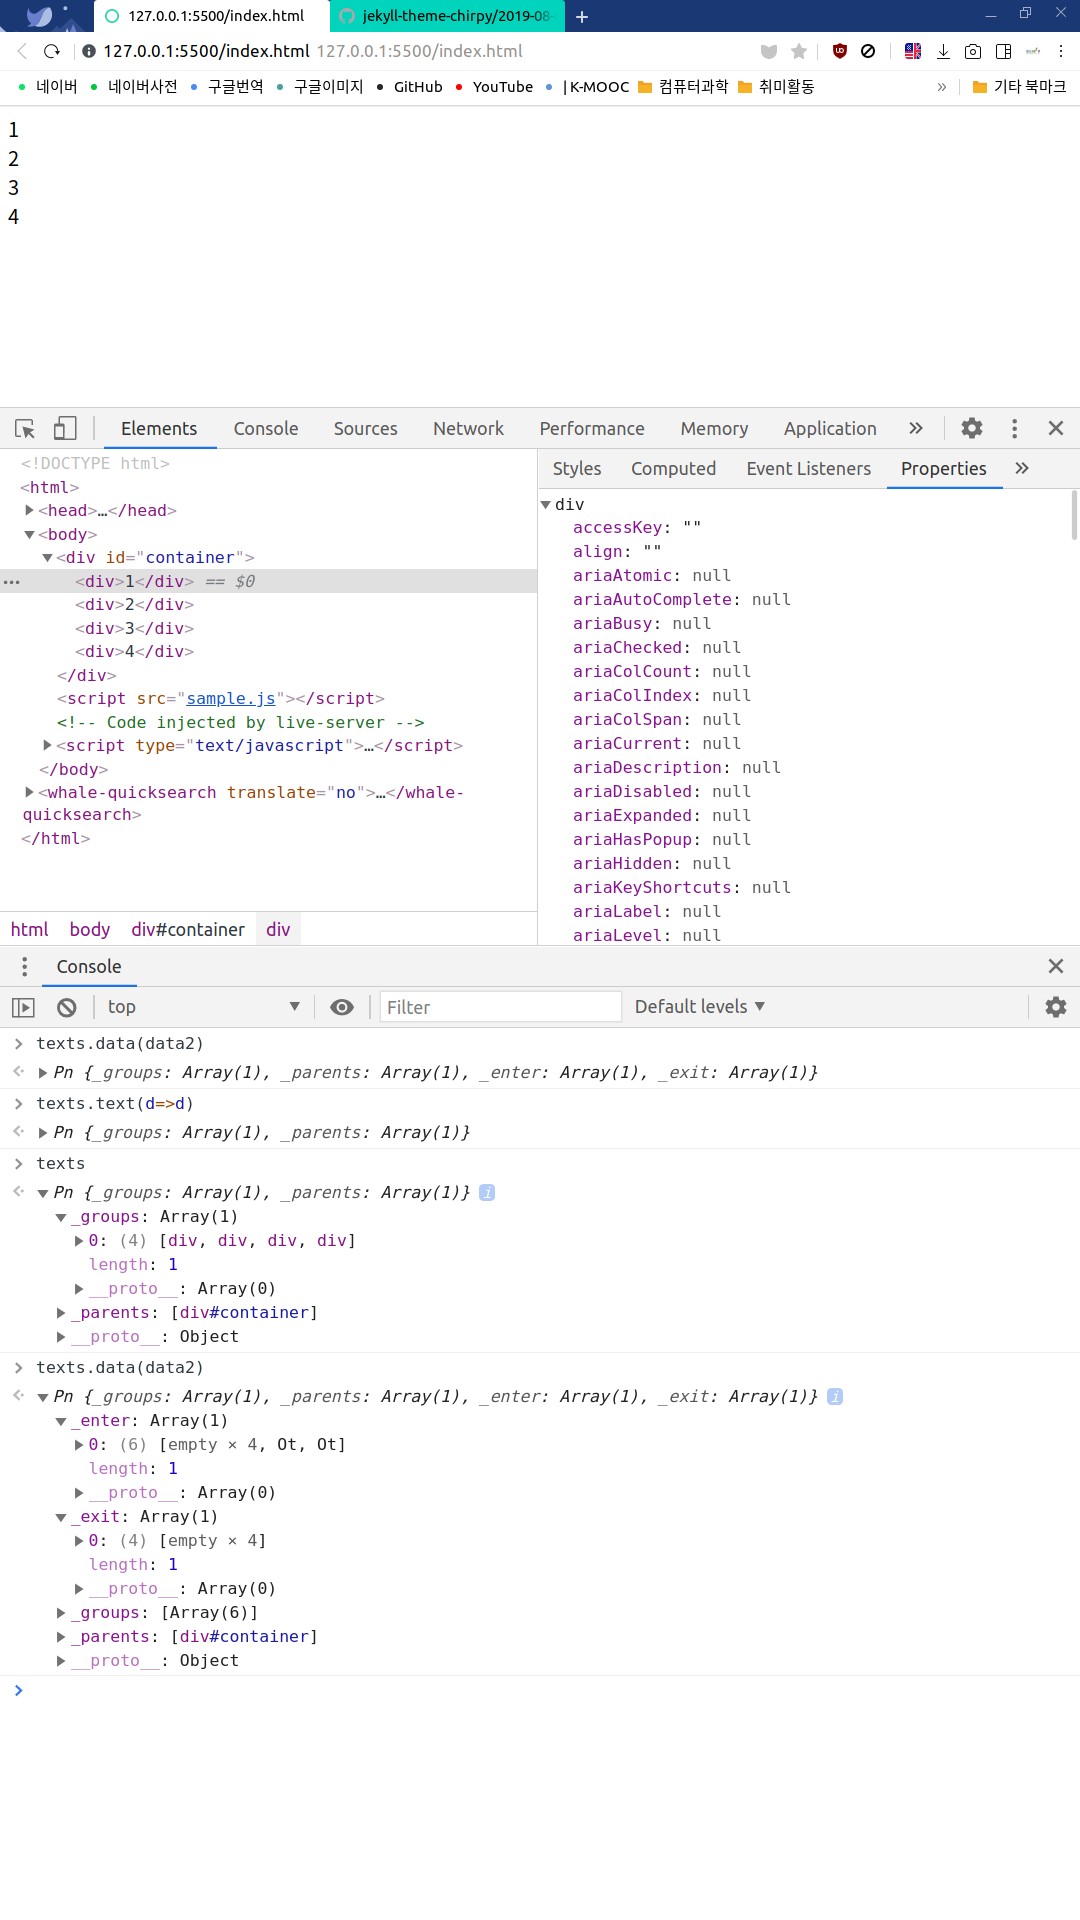 127.0.0.1:5500/index.html
jekyll-theme-chirpy/2019-08-
127.0.0.1:5500/index.html 127.0.0.1:5500/index.html
네이버 네이버사전 구글번역 구글이미지 GitHub YouTube | K-MOOC 컴퓨터과학 취미활동 » 기타 북마크
1
2
3
4
Elements Console Sources Network Performance Memory Application »
<!DOCTYPE html>
<html>
<head>…</head>
<body>
<div id="container">
<div>1</div> == $0
<div>2</div>
<div>3</div>
<div>4</div>
</div>
<script src="sample.js"></script>
<!-- Code injected by live-server -->
<script type="text/javascript">…</script>
</body>
<whale-quicksearch translate="no">…</whale-
quicksearch>
</html>
html body div#container div
Styles Computed Event Listeners Properties »
div
accessKey: ""
align: ""
ariaAtomic: null
ariaAutoComplete: null
ariaBusy: null
ariaChecked: null
ariaColCount: null
ariaColIndex: null
ariaColSpan: null
ariaCurrent: null
ariaDescription: null
ariaDisabled: null
ariaExpanded: null
ariaHasPopup: null
ariaHidden: null
ariaKeyShortcuts: null
ariaLabel: null
ariaLevel: null
Console
top Filter Default levels
> texts.data(data2)
Pn {_groups: Array(1), _parents: Array(1), _enter: Array(1), _exit: Array(1)}
> texts.text(d=>d)
Pn {_groups: Array(1), _parents: Array(1)}
> texts
Pn {_groups: Array(1), _parents: Array(1)} i
_groups: Array(1)
0: (4) [div, div, div, div]
length: 1
__proto__: Array(0)
_parents: [div#container]
__proto__: Object
> texts.data(data2)
Pn {_groups: Array(1), _parents: Array(1), _enter: Array(1), _exit: Array(1)} i
_enter: Array(1)
0: (6) [empty × 4, Ot, Ot]
length: 1
__proto__: Array(0)
_exit: Array(1)
0: (4) [empty × 4]
length: 1
__proto__: Array(0)
_groups: [Array(6)]
_parents: [div#container]
__proto__: Object
>